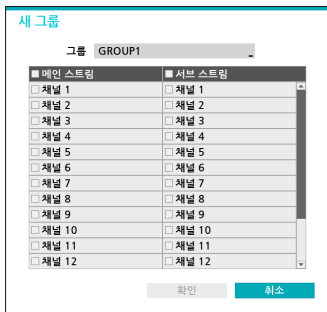 새 그룹
그룹 GROUP1
메인 스트림 서브 스트림
채널 1 채널 1
채널 2 채널 2
채널 3 채널 3
채널 4 채널 4
채널 5 채널 5
채널 6 채널 6
채널 7 채널 7
채널 8 채널 8
채널 9 채널 9
채널 10 채널 10
채널 11 채널 11
채널 12 채널 12
확인 취소